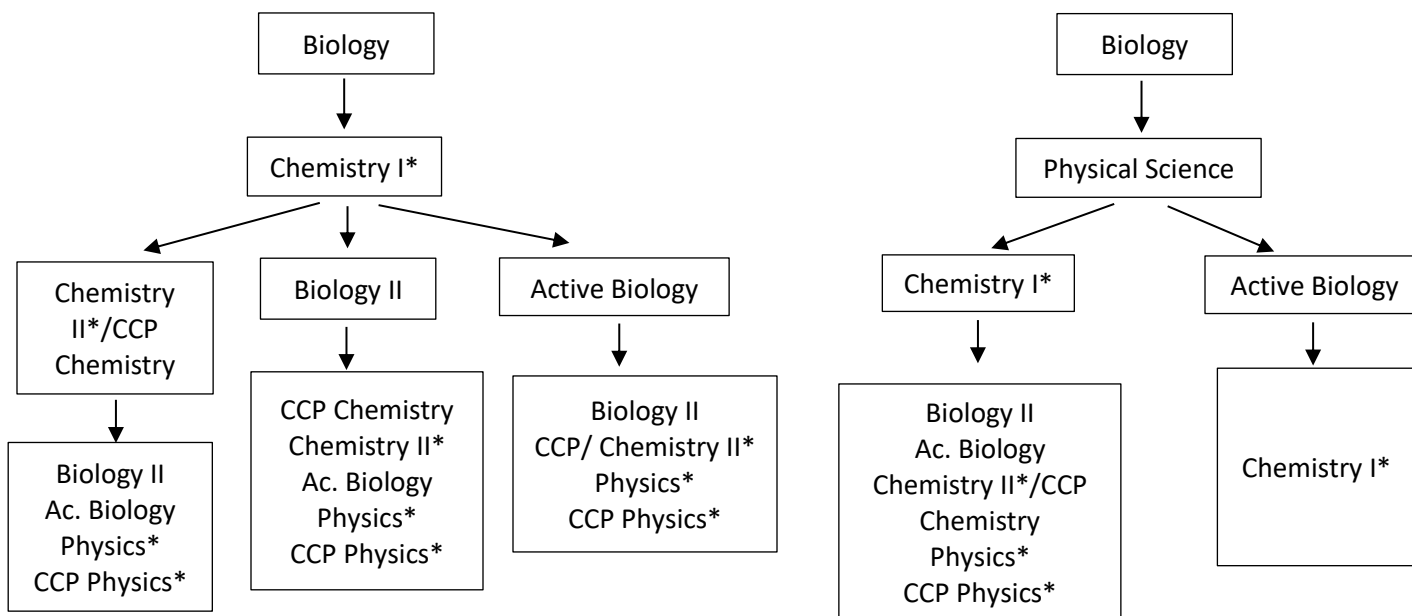 Biology
Chemistry I*
Chemistry
II*/CCP
Chemistry
Biology II
Active Biology
Biology II
Ac. Biology
Physics*
CCP Physics*
CCP Chemistry
Chemistry II*
Ac. Biology
Physics*
CCP Physics*
Biology II
CCP/ Chemistry II*
Physics*
CCP Physics*
Biology
Physical Science
Chemistry I*
Active Biology
Biology II
Ac. Biology
Chemistry II*/CCP
Chemistry
Physics*
CCP Physics*
Chemistry I*